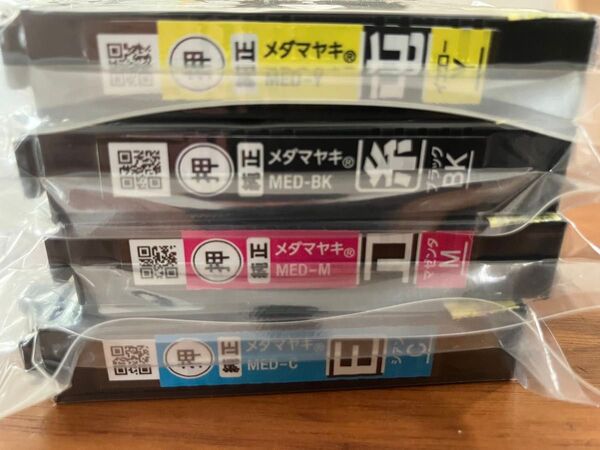 押 純正 メダマヤキ® MED-Y イエロー Y
押 純正 メダマヤキ® MED-BK ブラック BK
押 純正 メダマヤキ® MED-M マゼンタ M
押 純正 メダマヤキ® MED-C シアン C